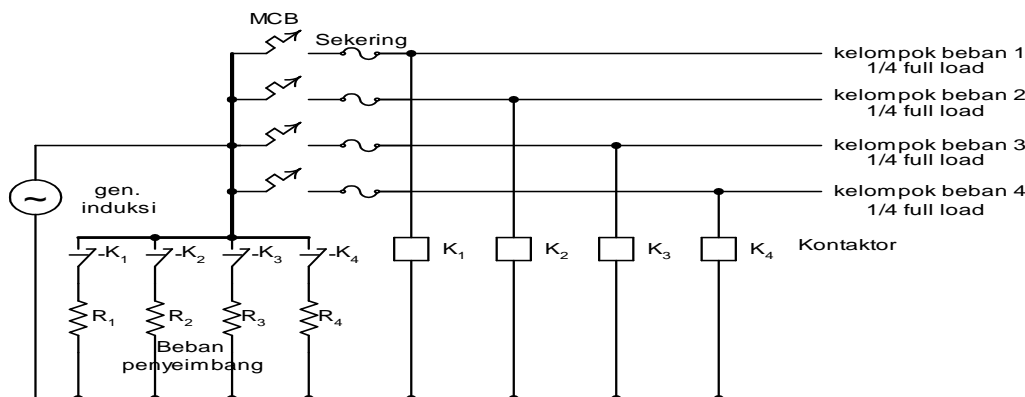 MCB
Sekering
kelompok beban 1
1/4 full load
kelompok beban 2
1/4 full load
kelompok beban 3
1/4 full load
kelompok beban 4
1/4 full load
~
gen.
induksi
-K₁
-K₂
-K₃
-K₄
K₁
K₂
K₃
K₄
Kontaktor
R₁
R₂
R₃
R₄
Beban
penyeimbang